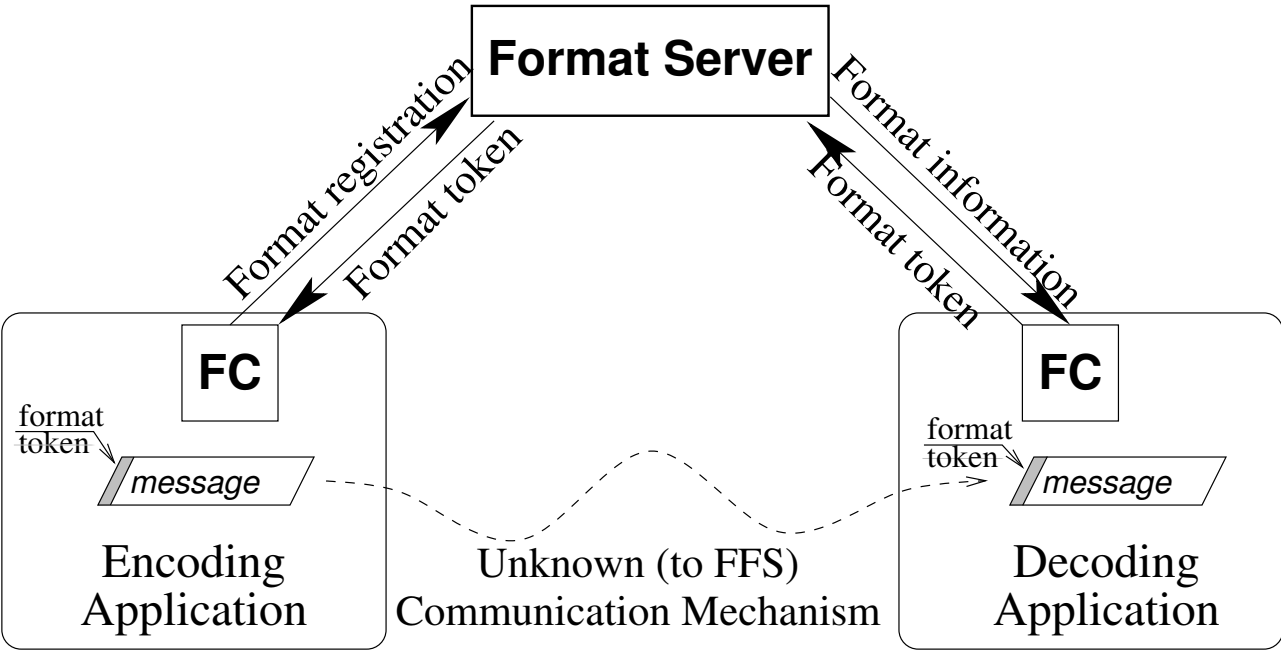 Format Server
Format registration
Format token
Format information
Format token
FC
FC
format
token
message
format
token
message
Encoding
Application
Unknown (to FFS)
Communication Mechanism
Decoding
Application